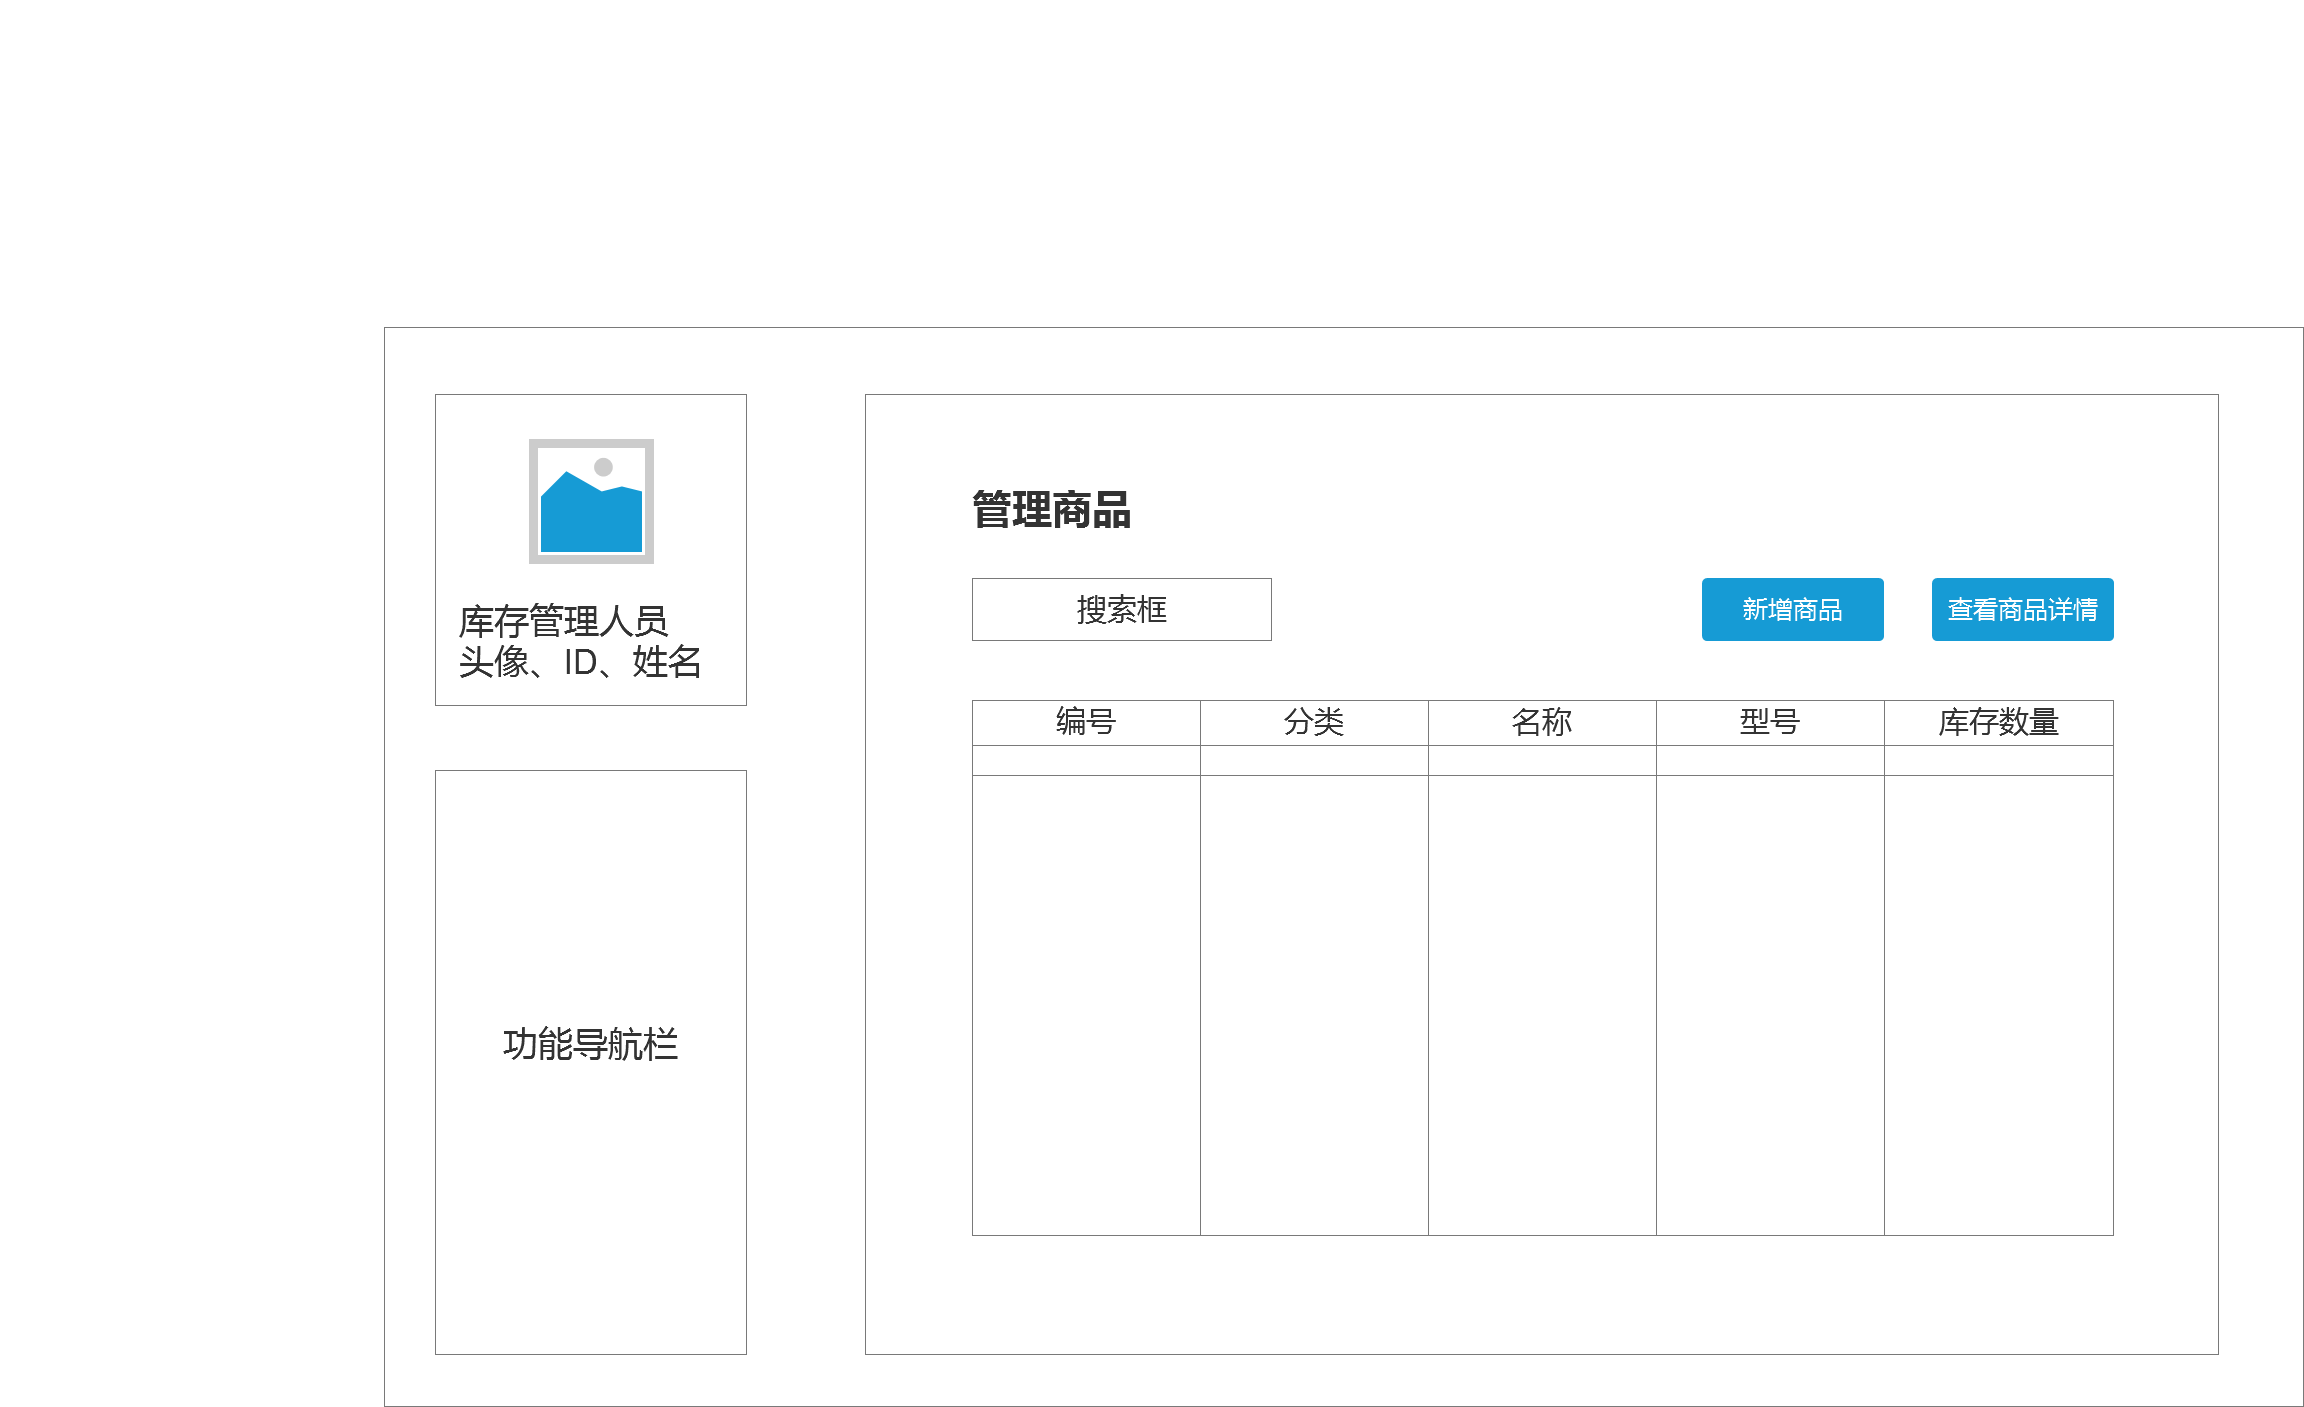 库存管理人员
头像、ID、姓名
功能导航栏
管理商品
搜索框
新增商品
查看商品详情
编号
分类
名称
型号
库存数量